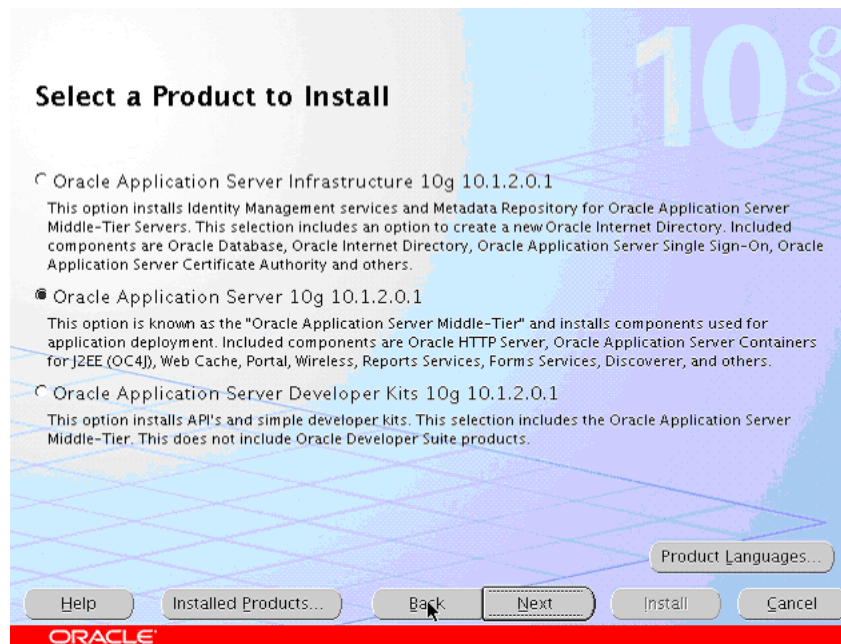 10g
Select a Product to Install
Oracle Application Server Infrastructure 10g 10.1.2.0.1
This option installs Identity Management services and Metadata Repository for Oracle Application Server
Middle-Tier Servers. This selection includes an option to create a new Oracle Internet Directory. Included
components are Oracle Database, Oracle Internet Directory, Oracle Application Server Single Sign-On, Oracle
Application Server Certificate Authority and others.
Oracle Application Server 10g 10.1.2.0.1
This option is known as the "Oracle Application Server Middle-Tier" and installs components used for
application deployment. Included components are Oracle HTTP Server, Oracle Application Server Containers
for J2EE (OC4J), Web Cache, Portal, Wireless, Reports Services, Forms Services, Discoverer, and others.
Oracle Application Server Developer Kits 10g 10.1.2.0.1
This option installs API's and simple developer kits. This selection includes the Oracle Application Server
Middle-Tier. This does not include Oracle Developer Suite products.
Product Languages...
Help Installed Products... Back Next Install Cancel
ORACLE